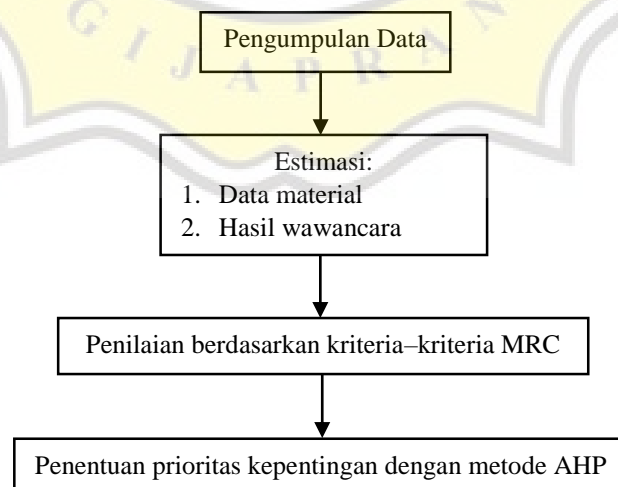 GIJAPRAN
Pengumpulan Data
Estimasi:
1. Data material
2. Hasil wawancara
Penilaian berdasarkan kriteria–kriteria MRC
Penentuan prioritas kepentingan dengan metode AHP